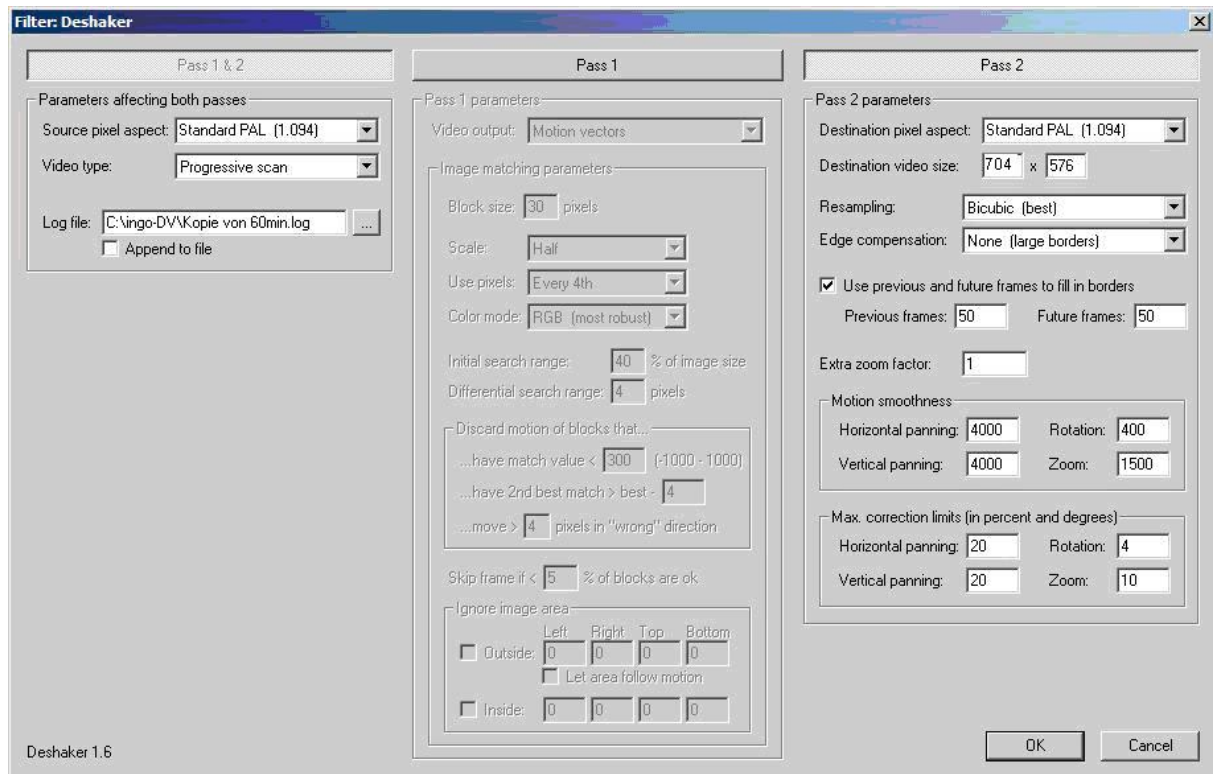 Filter: Deshaker
Pass 1 & 2
Parameters affecting both passes
Source pixel aspect: Standard PAL (1.094)
Video type: Progressive scan
Log file: C:\ingo-DV\Kopie von 60min.log ...
Append to file
Deshaker 1.6
Pass 1
Pass 1 parameters
Video output: Motion vectors
Image matching parameters
Block size: 30 pixels
Scale: Half
Use pixels: Every 4th
Color mode: RGB (most robust)
Initial search range: 40 % of image size
Differential search range: 4 pixels
Discard motion of blocks that...
...have match value < 300 (-1000 - 1000)
...have 2nd best match > best - 4
...move > 4 pixels in "wrong" direction
Skip frame if < 5 % of blocks are ok
Ignore image area
Left Right Top Bottom
Outside: 0 0 0 0
Let area follow motion
Inside: 0 0 0 0
Pass 2
Pass 2 parameters
Destination pixel aspect: Standard PAL (1.094)
Destination video size: 704 x 576
Resampling: Bicubic (best)
Edge compensation: None (large borders)
Use previous and future frames to fill in borders
Previous frames: 50 Future frames: 50
Extra zoom factor: 1
Motion smoothness
Horizontal panning: 4000 Rotation: 400
Vertical panning: 4000 Zoom: 1500
Max. correction limits (in percent and degrees)
Horizontal panning: 20 Rotation: 4
Vertical panning: 20 Zoom: 10
OK Cancel